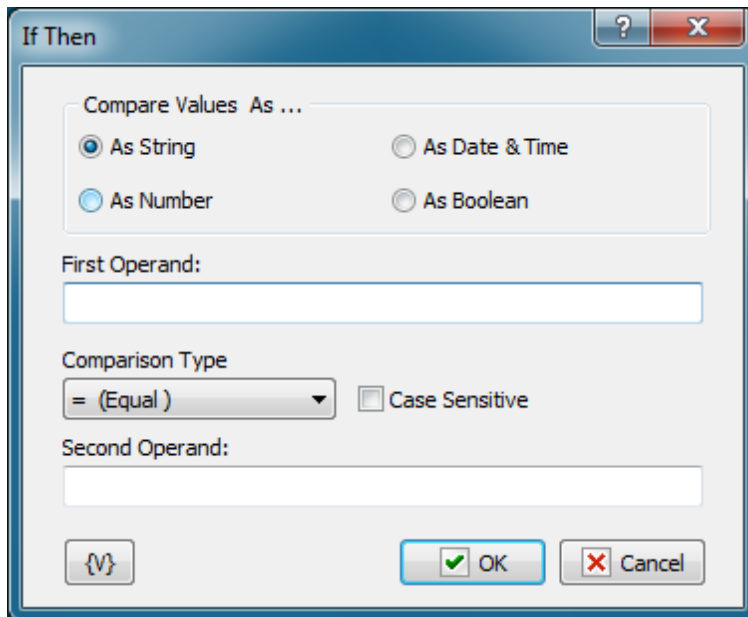 If Then
?
Compare Values As ...
As String
As Date & Time
As Number
As Boolean
First Operand:
Comparison Type
= (Equal )
Case Sensitive
Second Operand:
{V}
OK
Cancel